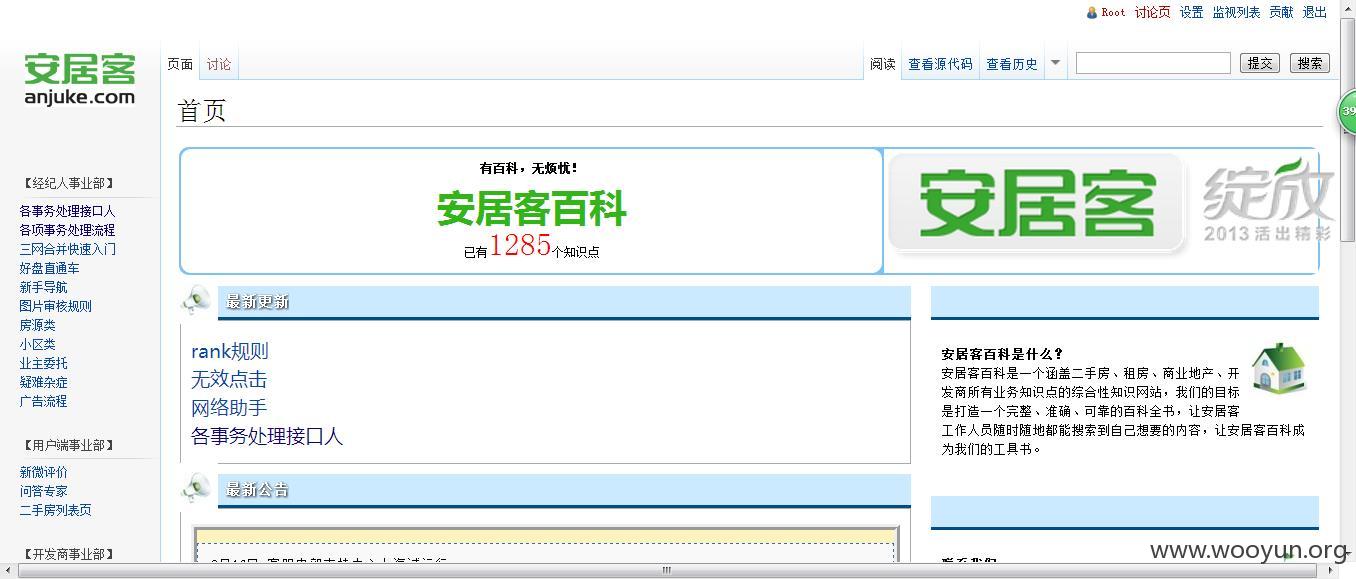 Root 讨论页 设置 监视列表 贡献 退出
安居客
anjuke.com
页面 讨论
阅读 查看源代码 查看历史 提交 搜索
首页
39
有百科，无烦忧！
安居客百科
已有1285个知识点
安居客
绽放
2013 活出精彩
【经纪人事业部】
各事务处理接口人
各项事务处理流程
三网合并快速入门
好盘直通车
新手导航
图片审核规则
房源类
小区类
业主委托
疑难杂症
广告流程
【用户端事业部】
新微评价
问答专家
二手房列表页
【开发商事业部】
最新更新
rank规则
无效点击
网络助手
各事务处理接口人
最新公告
安居客百科是什么？
安居客百科是一个涵盖二手房、租房、商业地产、开
发商所有业务知识点的综合性知识网站，我们的目标
是打造一个完整、准确、可靠的百科全书，让安居客
工作人员随时随地都能搜索到自己想要的内容，让安居客百科成
为我们的工具书。
www.wooyun.org